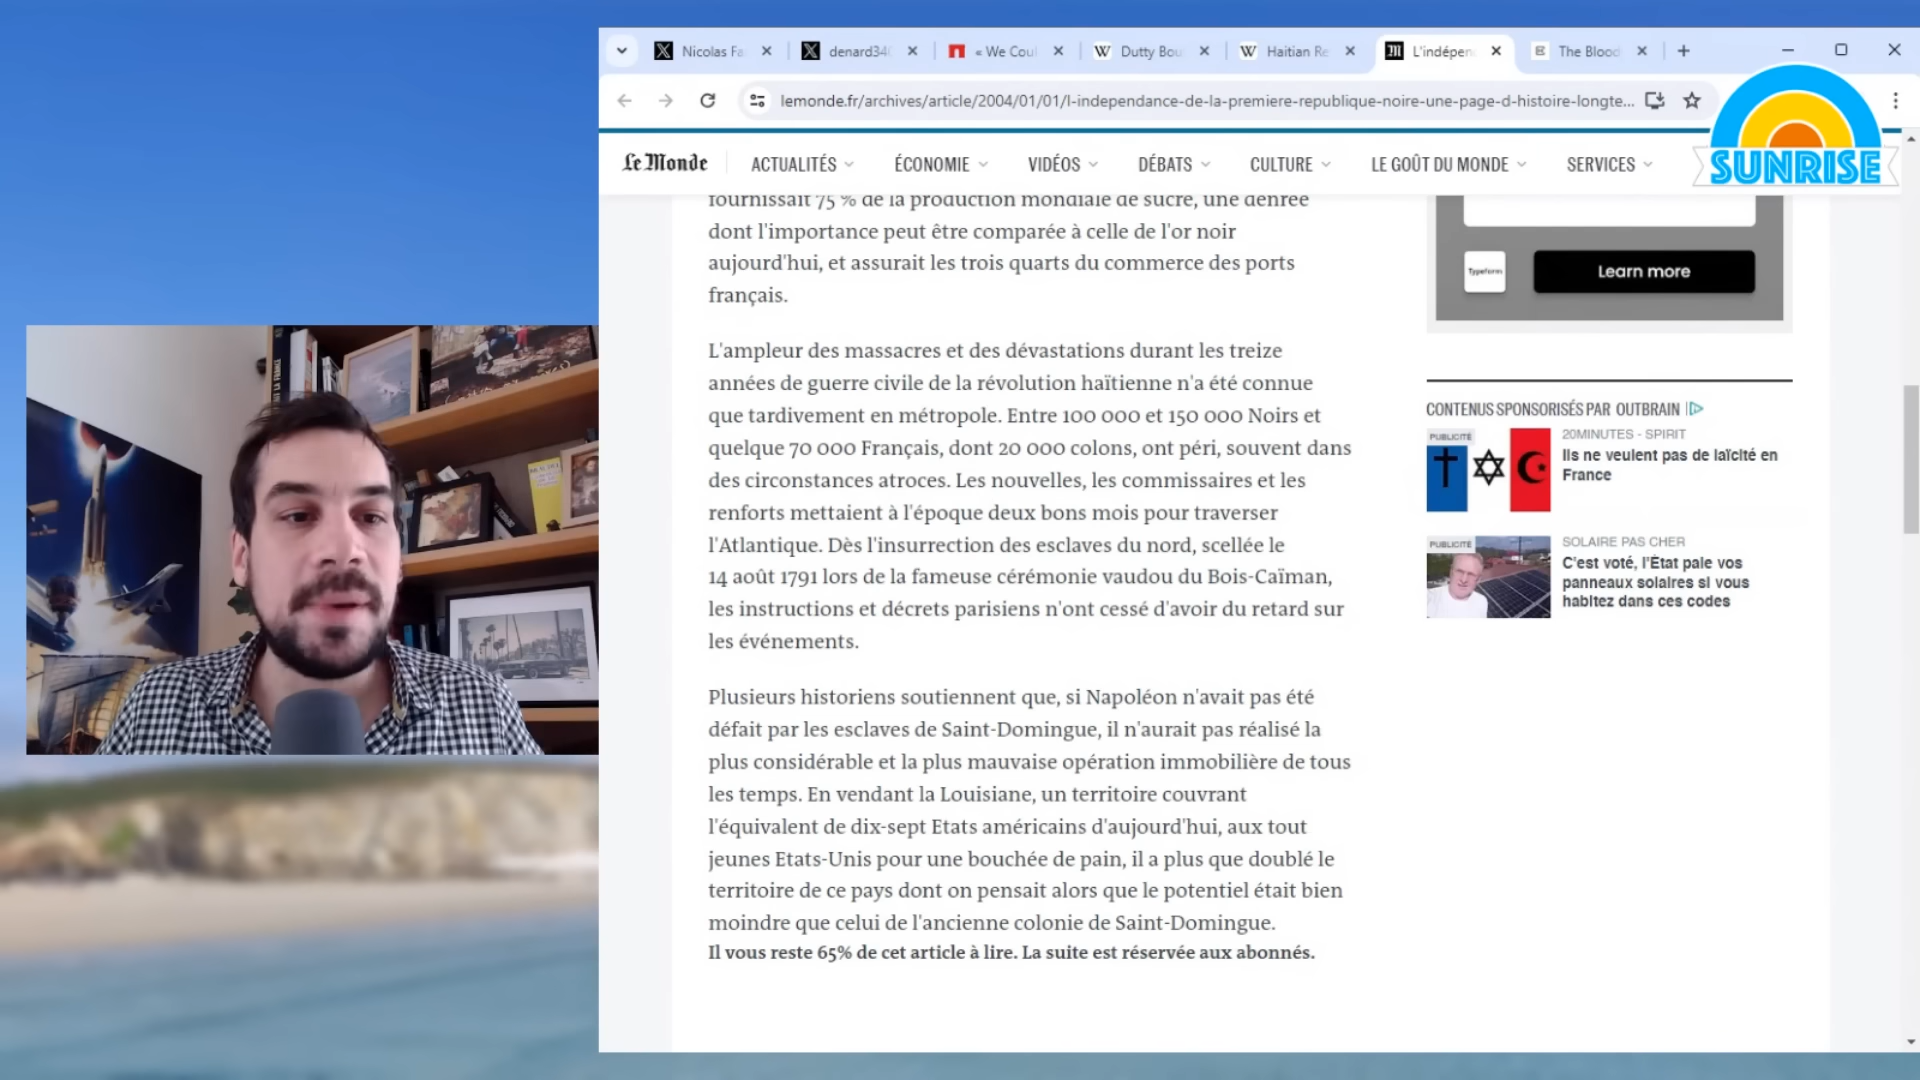 Nicolas Fa
denard34
« We Coul
Dutty Bou
Haitian Re
L'indépen
The Blood
lemonde.fr/archives/article/2004/01/01/l-independance-de-la-premiere-republique-noire-une-page-d-histoire-longte...
SUNRISE
Le Monde
ACTUALITÉS
ÉCONOMIE
VIDÉOS
DÉBATS
CULTURE
LE GOÛT DU MONDE
SERVICES
fournissait 75 % de la production mondiale de sucre, une denrée
dont l'importance peut être comparée à celle de l'or noir
aujourd'hui, et assurait les trois quarts du commerce des ports
français.
L'ampleur des massacres et des dévastations durant les treize
années de guerre civile de la révolution haïtienne n'a été connue
que tardivement en métropole. Entre 100 000 et 150 000 Noirs et
quelque 70 000 Français, dont 20 000 colons, ont péri, souvent dans
des circonstances atroces. Les nouvelles, les commissaires et les
renforts mettaient à l'époque deux bons mois pour traverser
l'Atlantique. Dès l'insurrection des esclaves du nord, scellée le
14 août 1791 lors de la fameuse cérémonie vaudou du Bois-Caïman,
les instructions et décrets parisiens n'ont cessé d'avoir du retard sur
les événements.
Plusieurs historiens soutiennent que, si Napoléon n'avait pas été
défait par les esclaves de Saint-Domingue, il n'aurait pas réalisé la
plus considérable et la plus mauvaise opération immobilière de tous
les temps. En vendant la Louisiane, un territoire couvrant
l'équivalent de dix-sept Etats américains d'aujourd'hui, aux tout
jeunes Etats-Unis pour une bouchée de pain, il a plus que doublé le
territoire de ce pays dont on pensait alors que le potentiel était bien
moindre que celui de l'ancienne colonie de Saint-Domingue.
Il vous reste 65% de cet article à lire. La suite est réservée aux abonnés.
Typeform
Learn more
CONTENUS SPONSORISÉS PAR OUTBRAIN
PUBLICITÉ
20MINUTES - SPIRIT
Ils ne veulent pas de laïcité en
France
PUBLICITÉ
SOLAIRE PAS CHER
C'est voté, l'État paie vos
panneaux solaires si vous
habitez dans ces codes